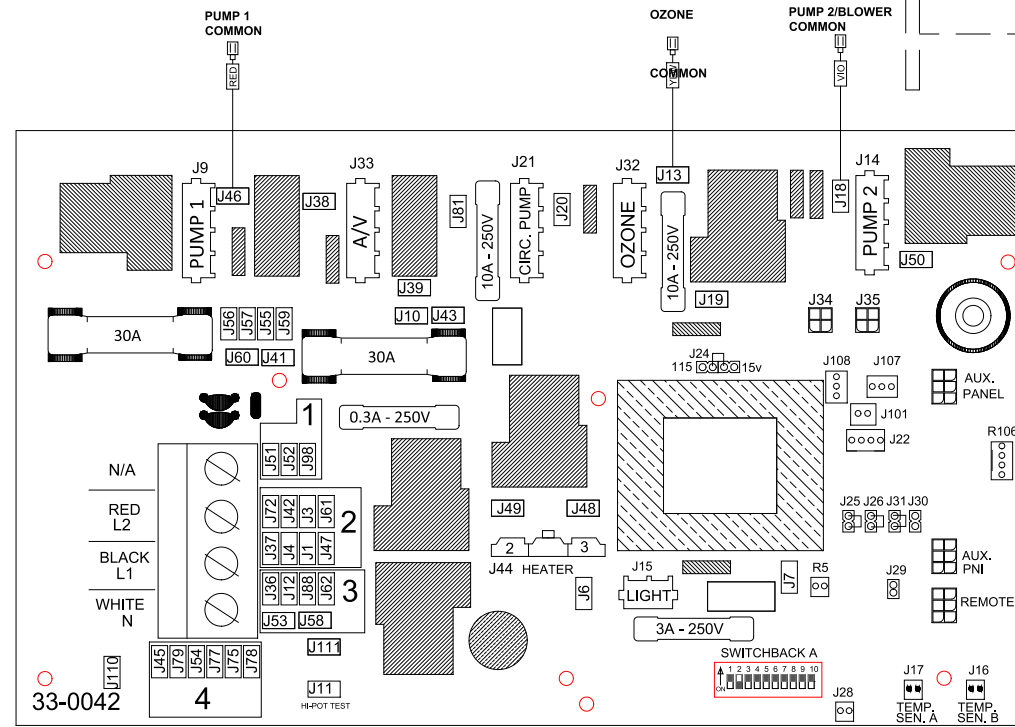 PUMP 1
COMMON
OZONE
COMMON
PUMP 2/BLOWER
COMMON
RED
YEW
VIO
J9
J33
J21
J32
J13
J14
J46
J38
J81
J20
J18
PUMP 1
A/V
CIRC. PUMP
OZONE
PUMP 2
10A - 250V
10A - 250V
J50
J39
J19
J10
J43
J34
J35
J56
J57
J55
J59
30A
30A
J60
J41
J24
115
15v
J108
J107
AUX.
PANEL
J101
J22
R106
0.3A - 250V
1
J51
J52
J98
N/A
RED
L2
BLACK
L1
WHITE
N
J72
J42
J3
J61
2
J37
J4
J1
J47
J36
J12
J88
J62
3
J53
J58
J49
J48
2
3
J44
HEATER
J25
J26
J31
J30
AUX.
PNI
J6
J15
LIGHT
J7
R5
J29
REMOTE
3A - 250V
J111
J110
J45
J79
J54
J77
J75
J78
4
33-0042
J11
HI-POT TEST
SWITCHBACK A
1 2 3 4 5 6 7 8 9 10
ON
J28
J17
TEMP.
SEN. A
J16
TEMP.
SEN. B